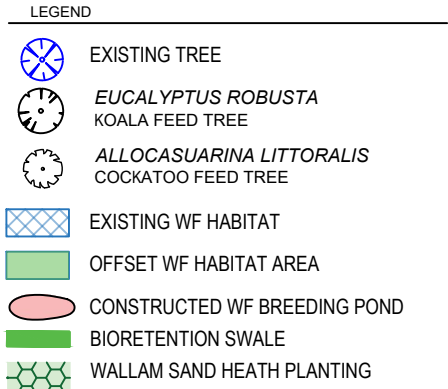 LEGEND
EXISTING TREE
EUCALYPTUS ROBUSTA
KOALA FEED TREE
ALLOCASUARINA LITTORALIS
COCKATOO FEED TREE
EXISTING WF HABITAT
OFFSET WF HABITAT AREA
CONSTRUCTED WF BREEDING POND
BIORETENTION SWALE
WALLAM SAND HEATH PLANTING